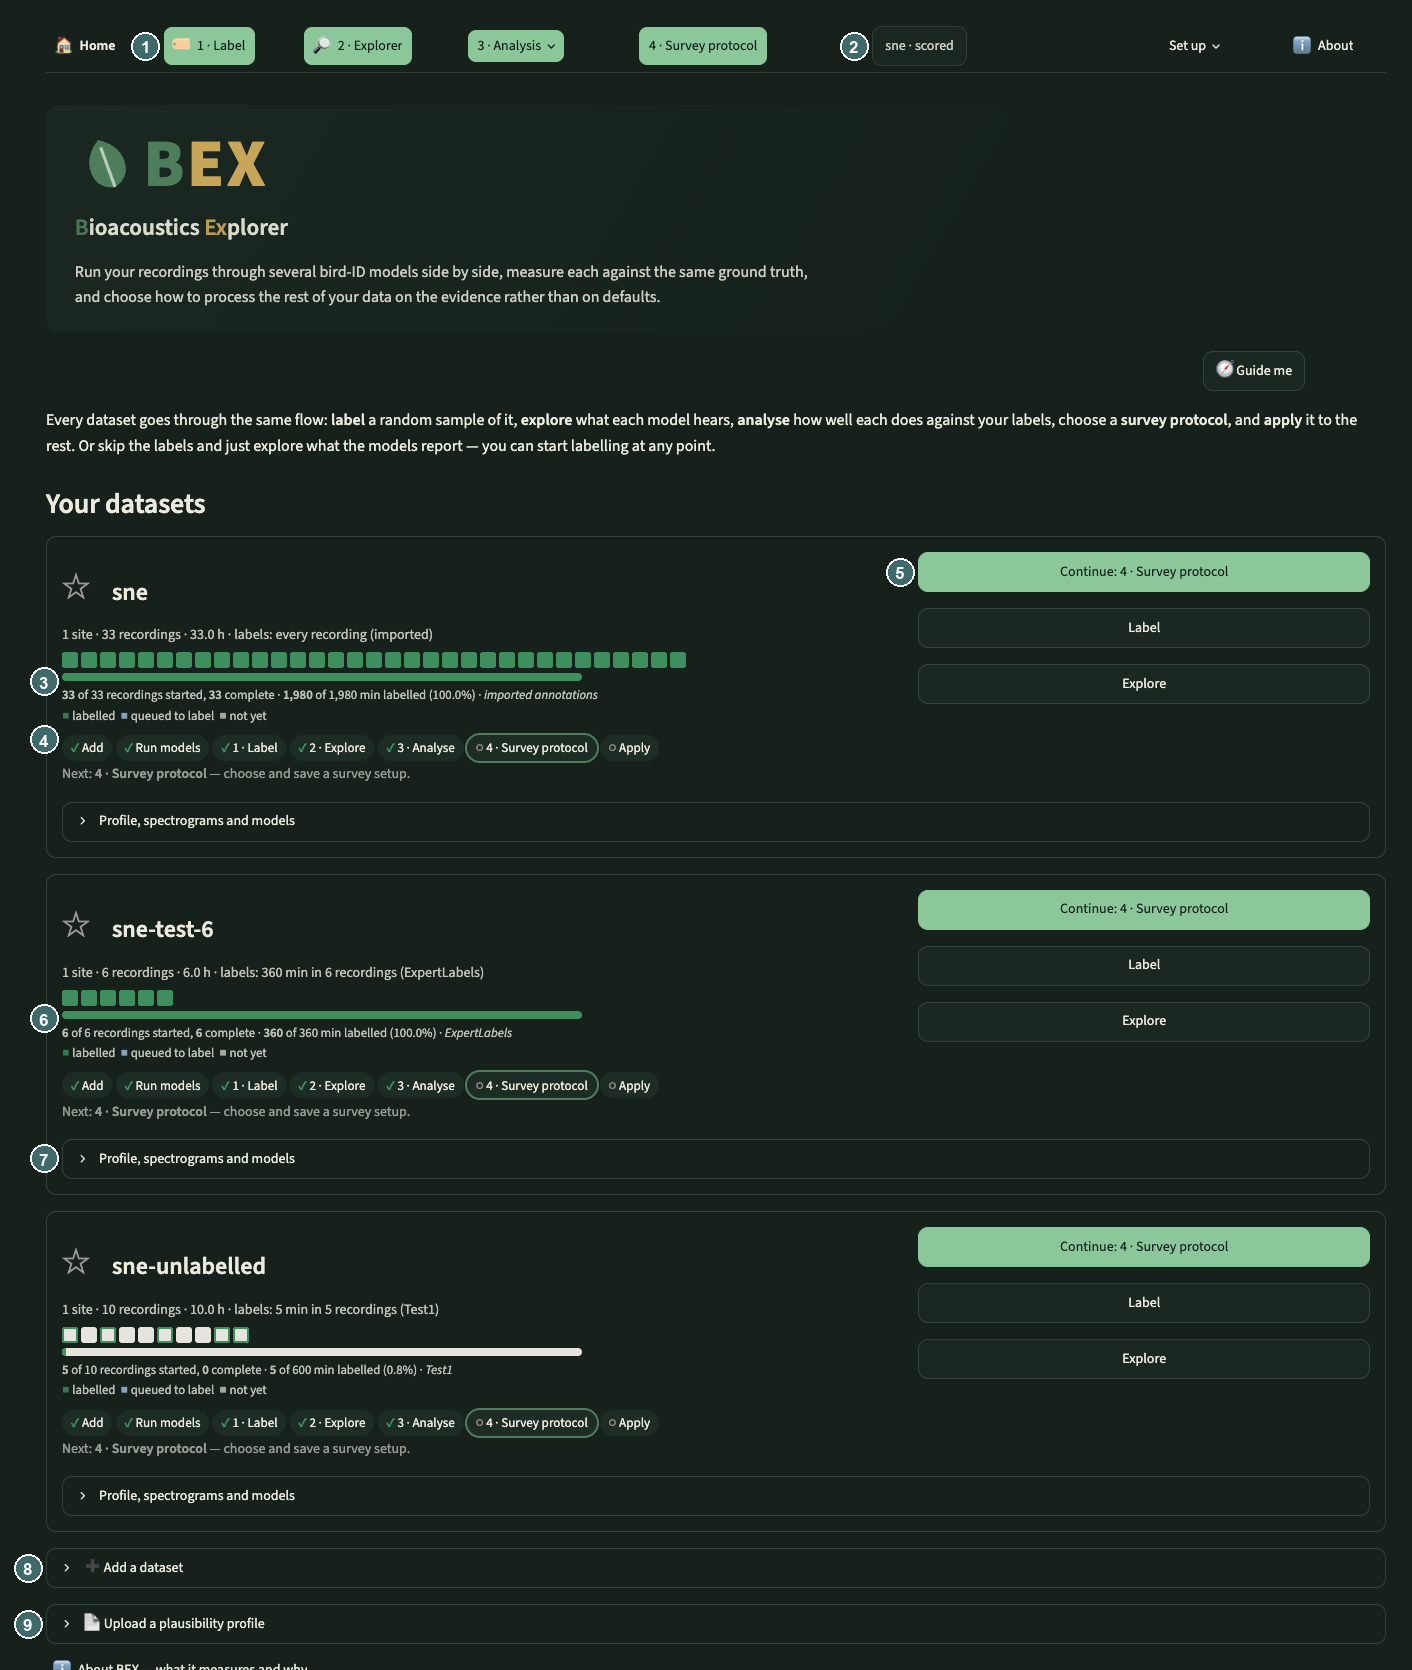 Home
1
1 · Label
2 · Explorer
3 · Analysis
4 · Survey protocol
2
sne · scored
Set up
About
BEX
Bioacoustics Explorer
Run your recordings through several bird-ID models side by side, measure each against the same ground truth,
and choose how to process the rest of your data on the evidence rather than on defaults.
Guide me
Every dataset goes through the same flow: label a random sample of it, explore what each model hears, analyse how well each does against your labels, choose a survey protocol, and apply it to the
rest. Or skip the labels and just explore what the models report — you can start labelling at any point.
Your datasets
sne
5
Continue: 4 · Survey protocol
Label
Explore
1 site · 33 recordings · 33.0 h · labels: every recording (imported)
3
33 of 33 recordings started, 33 complete · 1,980 of 1,980 min labelled (100.0%) · imported annotations
labelled queued to label not yet
4
✓ Add ✓ Run models ✓ 1 · Label ✓ 2 · Explore ✓ 3 · Analyse ○ 4 · Survey protocol ○ Apply
Next: 4 · Survey protocol — choose and save a survey setup.
Profile, spectrograms and models
sne-test-6
Continue: 4 · Survey protocol
Label
Explore
1 site · 6 recordings · 6.0 h · labels: 360 min in 6 recordings (ExpertLabels)
6
6 of 6 recordings started, 6 complete · 360 of 360 min labelled (100.0%) · ExpertLabels
labelled queued to label not yet
✓ Add ✓ Run models ✓ 1 · Label ✓ 2 · Explore ✓ 3 · Analyse ○ 4 · Survey protocol ○ Apply
Next: 4 · Survey protocol — choose and save a survey setup.
7
Profile, spectrograms and models
sne-unlabelled
Continue: 4 · Survey protocol
Label
Explore
1 site · 10 recordings · 10.0 h · labels: 5 min in 5 recordings (Test1)
5 of 10 recordings started, 0 complete · 5 of 600 min labelled (0.8%) · Test1
labelled queued to label not yet
✓ Add ✓ Run models ✓ 1 · Label ✓ 2 · Explore ✓ 3 · Analyse ○ 4 · Survey protocol ○ Apply
Next: 4 · Survey protocol — choose and save a survey setup.
Profile, spectrograms and models
8
Add a dataset
9
Upload a plausibility profile
About BEX — what it measures and why